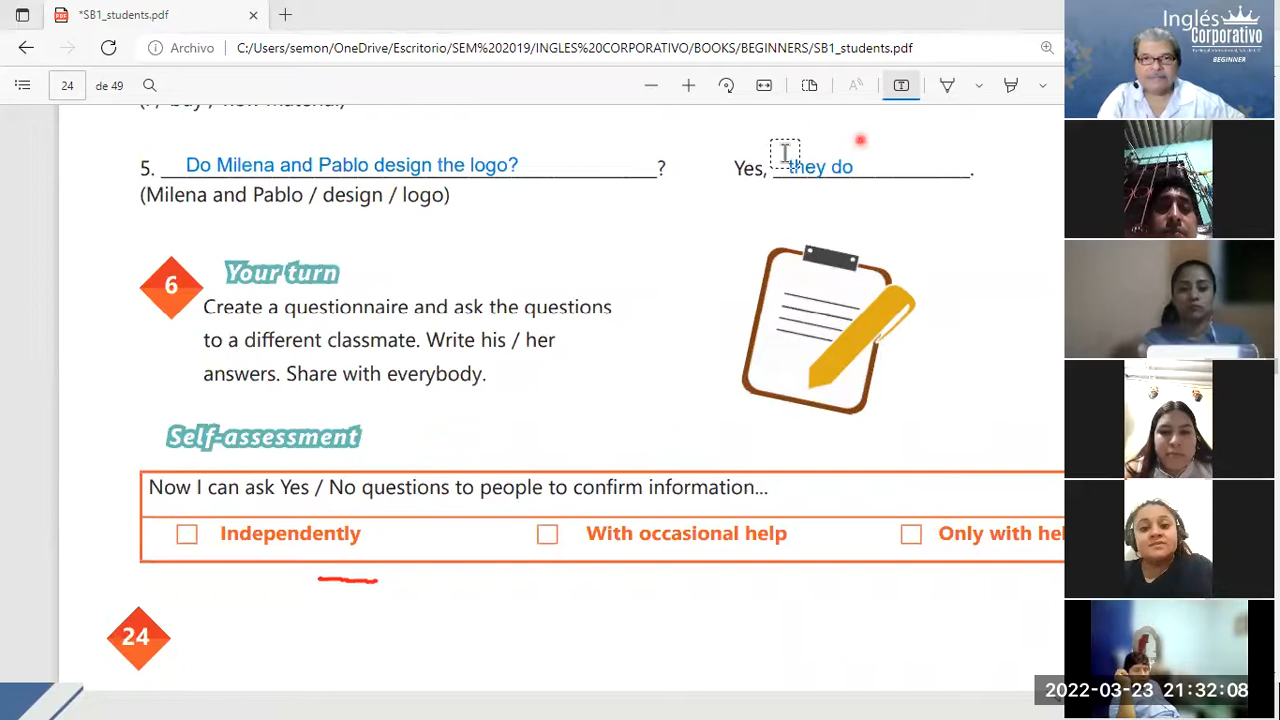 *SB1_students.pdf
Archivo
C:/Users/semon/OneDrive/Escritorio/SEM%202019/INGLES%20CORPORATIVO/BOOKS/BEGINNERS/SB1_students.pdf
24 de 49
5. Do Milena and Pablo design the logo? ? Yes, they do .
(Milena and Pablo / design / logo)
6 Your turn
Create a questionnaire and ask the questions
to a different classmate. Write his / her
answers. Share with everybody.
Self-assessment
Now I can ask Yes / No questions to people to confirm information...
Independently With occasional help Only with hel
24
Inglés
Corporativo
BEGINNER
2022-03-23 21:32:08